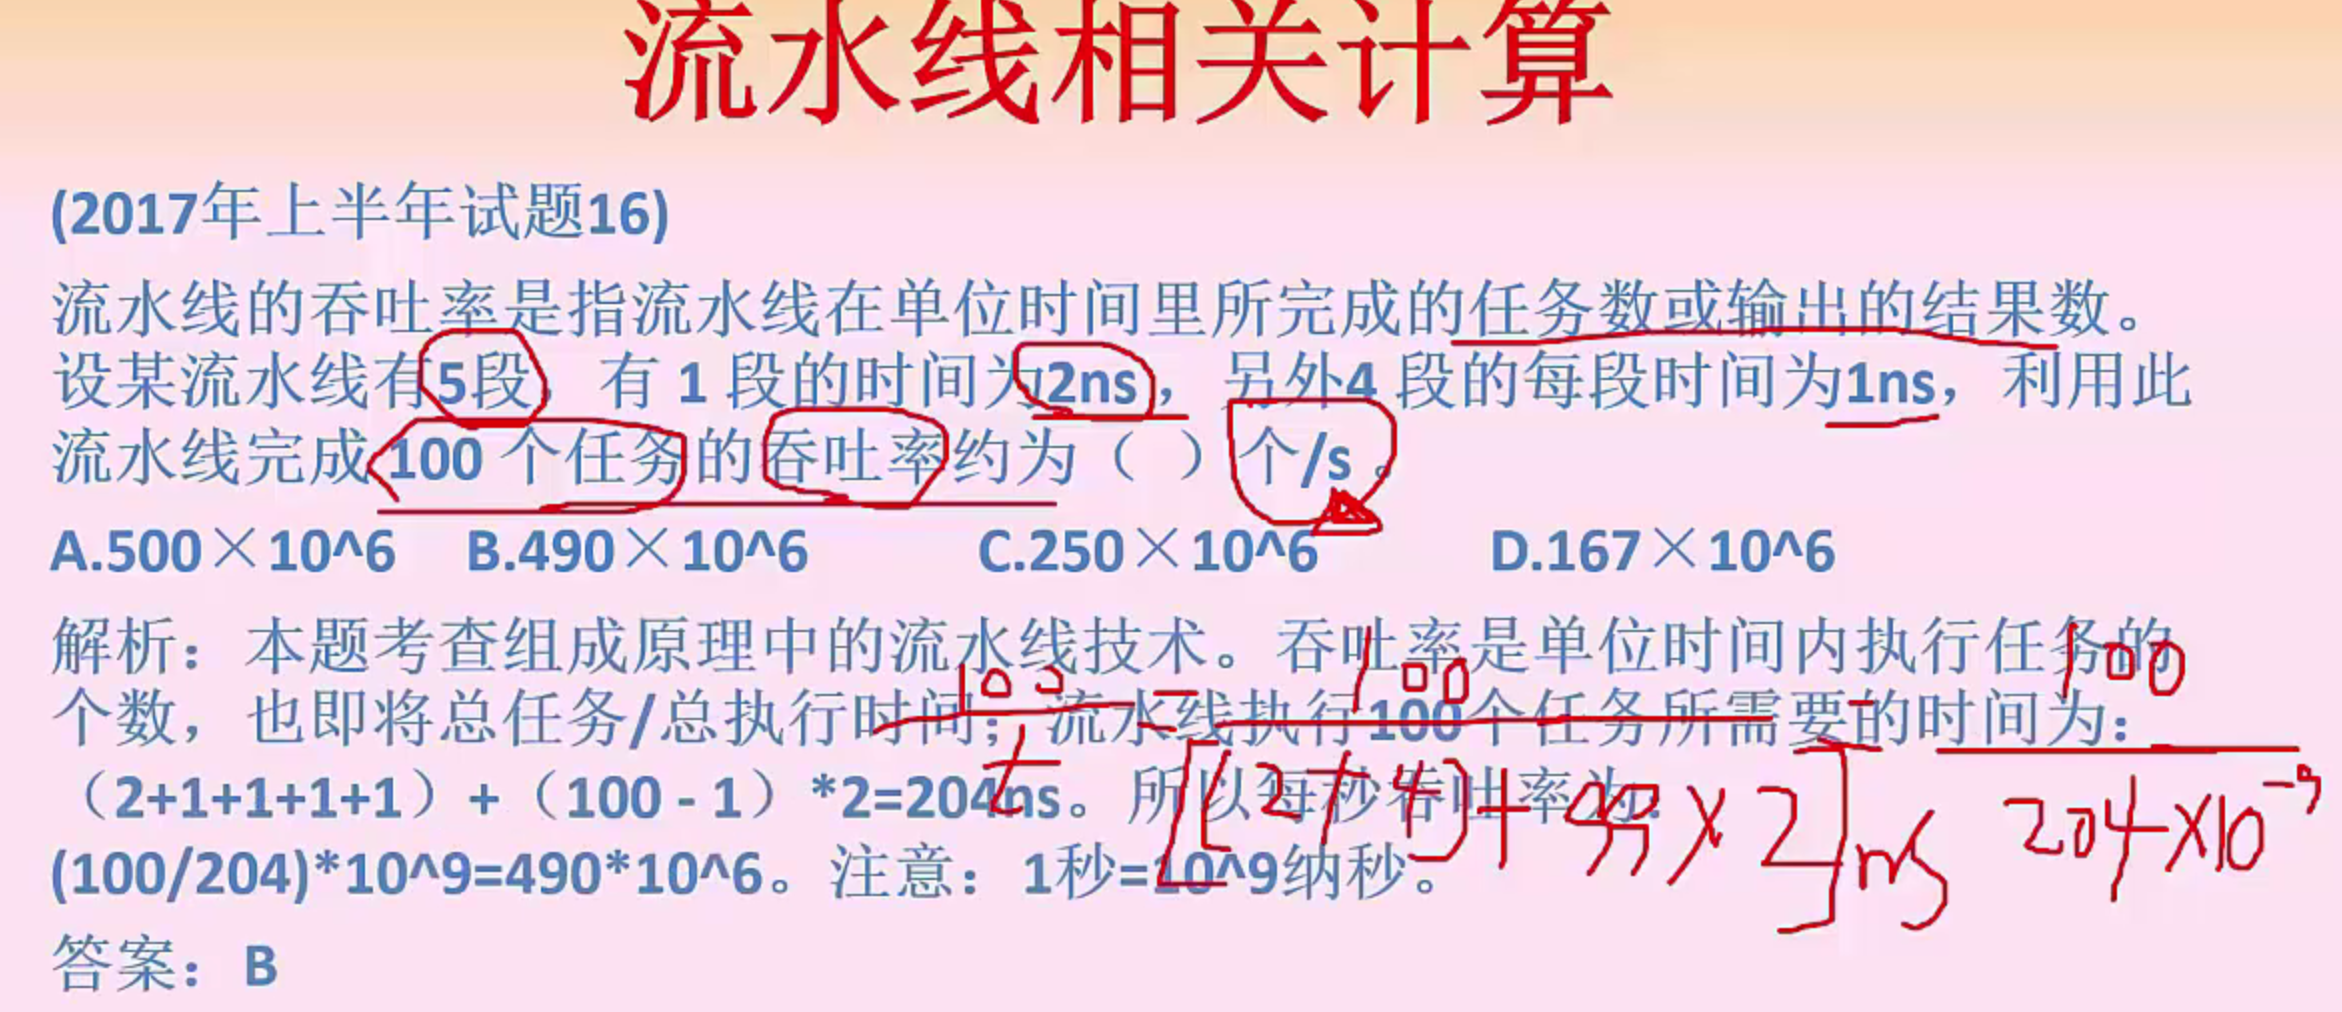 流水线相关计算
(2017年上半年试题16)
流水线的吞吐率是指流水线在单位时间里所完成的任务数或输出的结果数。
设某流水线有5段，有 1 段的时间为2ns，另外4 段的每段时间为1ns，利用此
流水线完成100 个任务的吞吐率约为（ ）个/s。
A.500×10^6 B.490×10^6 C.250×10^6 D.167×10^6
解析：本题考查组成原理中的流水线技术。吞吐率是单位时间内执行任务的
个数，也即将总任务/总执行时间；流水线执行100个任务所需要的时间为：
（2+1+1+1+1）+（100 - 1）*2=204ns。所以每秒吞吐率为：
(100/204)*10^9=490*10^6。注意：1秒=10^9纳秒。
答案：B
100
t
=
100
[(2+4)+99×2]ns
=
100
204×10-9